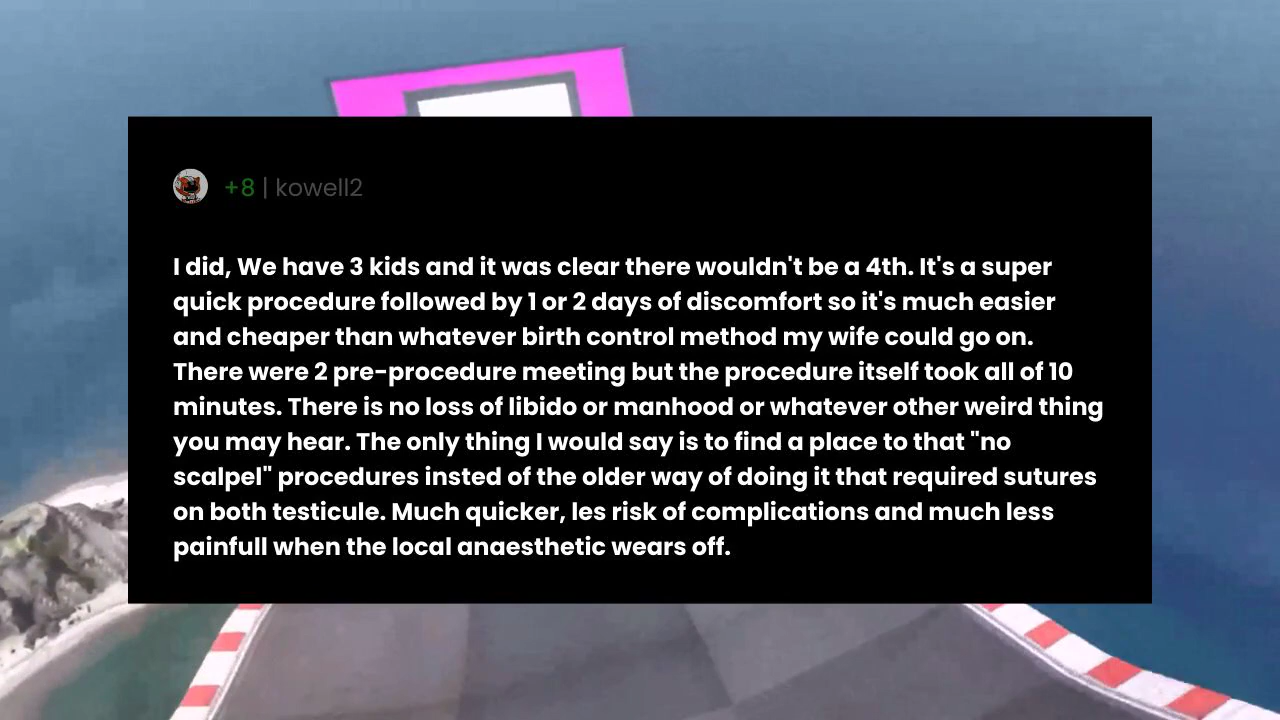 +8 | kowell2
I did, We have 3 kids and it was clear there wouldn't be a 4th. It's a super
quick procedure followed by 1 or 2 days of discomfort so it's much easier
and cheaper than whatever birth control method my wife could go on.
There were 2 pre-procedure meeting but the procedure itself took all of 10
minutes. There is no loss of libido or manhood or whatever other weird thing
you may hear. The only thing I would say is to find a place to that "no
scalpel" procedures insted of the older way of doing it that required sutures
on both testicule. Much quicker, les risk of complications and much less
painfull when the local anaesthetic wears off.